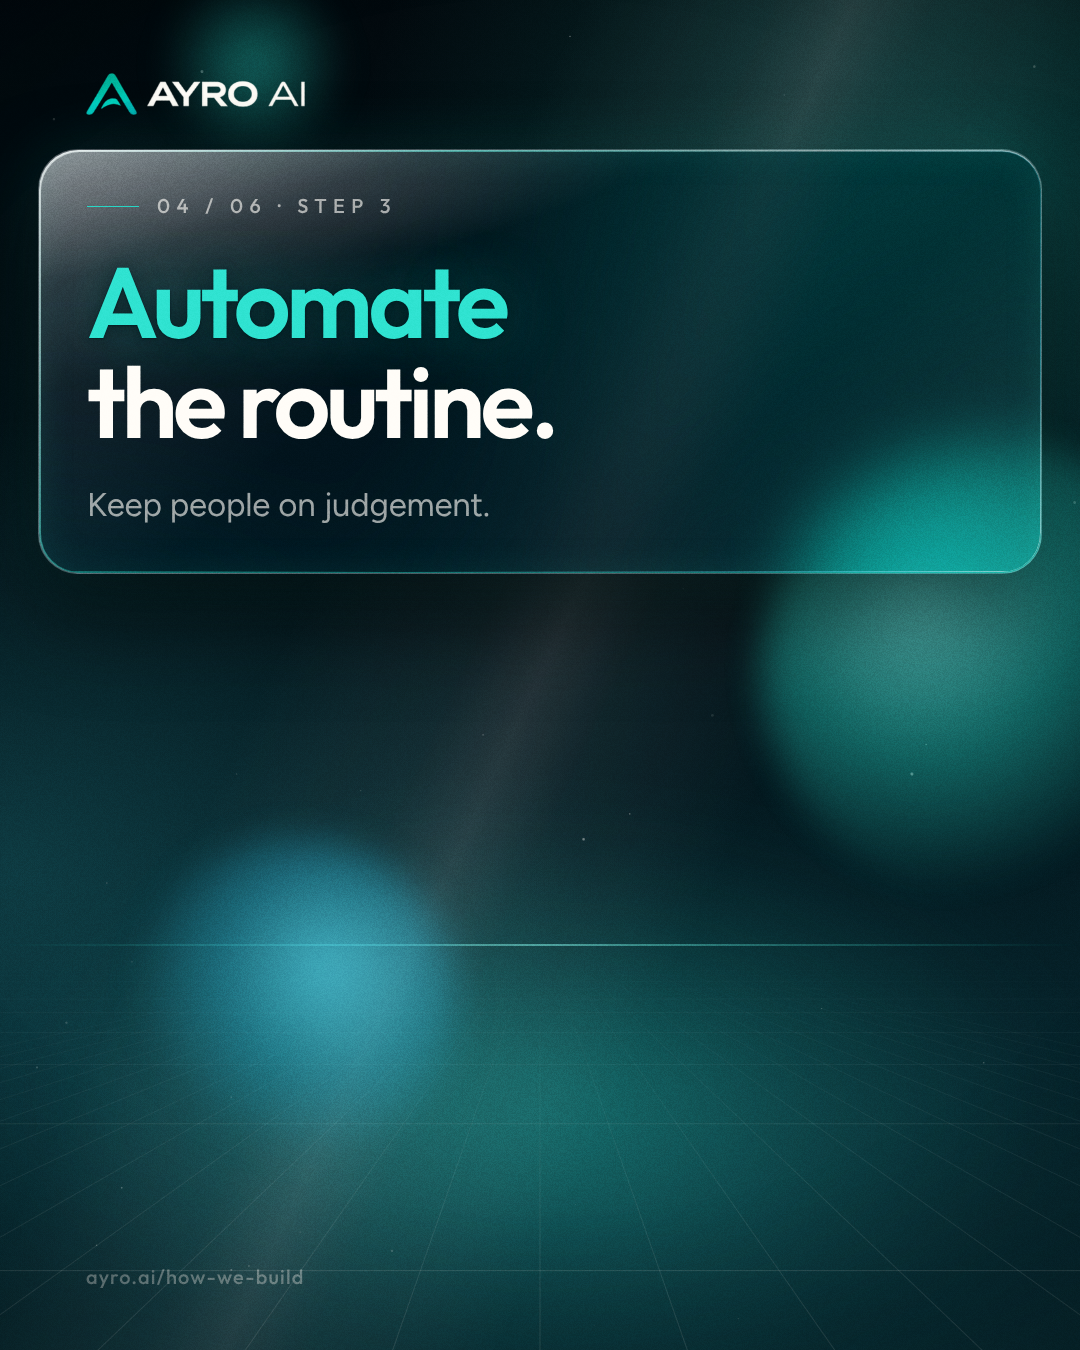 AYRO AI
04 / 06 · STEP 3
Automate
the routine.
Keep people on judgement.
ayro.ai/how-we-build